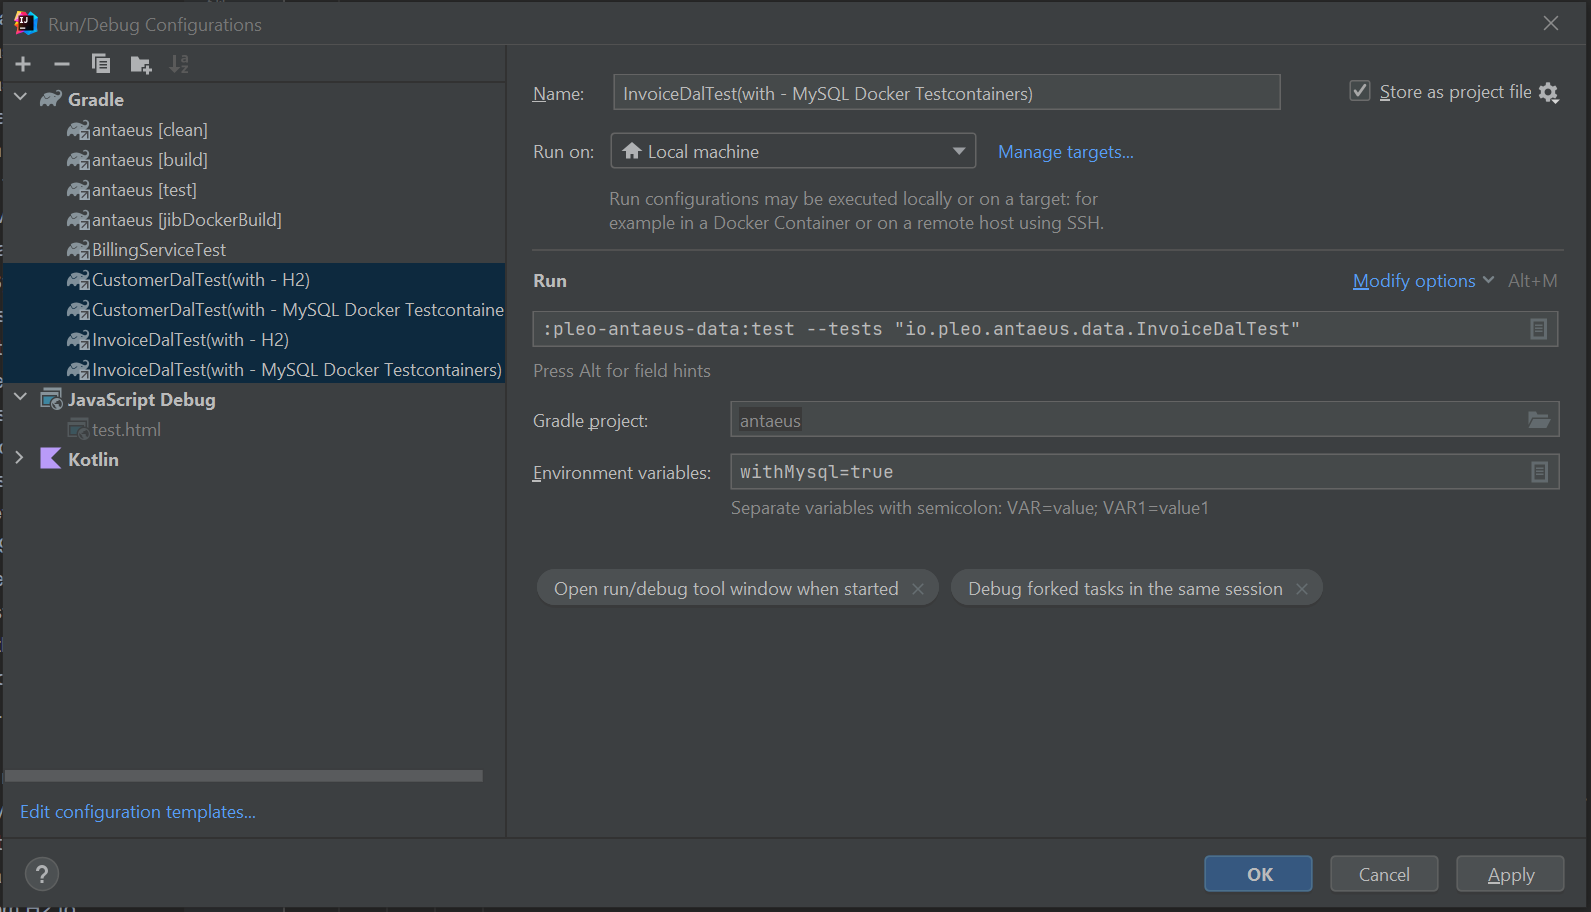 Run/Debug Configurations
Gradle
antaeus [clean]
antaeus [build]
antaeus [test]
antaeus [jibDockerBuild]
BillingServiceTest
CustomerDalTest(with - H2)
CustomerDalTest(with - MySQL Docker Testcontaine
InvoiceDalTest(with - H2)
InvoiceDalTest(with - MySQL Docker Testcontainers)
JavaScript Debug
test.html
Kotlin
Edit configuration templates...
Name: InvoiceDalTest(with - MySQL Docker Testcontainers) Store as project file
Run on: Local machine Manage targets...
Run configurations may be executed locally or on a target: for
example in a Docker Container or on a remote host using SSH.
Run Modify options Alt+M
:pleo-antaeus-data:test --tests "io.pleo.antaeus.data.InvoiceDalTest"
Press Alt for field hints
Gradle project: antaeus
Environment variables: withMysql=true
Separate variables with semicolon: VAR=value; VAR1=value1
Open run/debug tool window when started × Debug forked tasks in the same session ×
? OK Cancel Apply